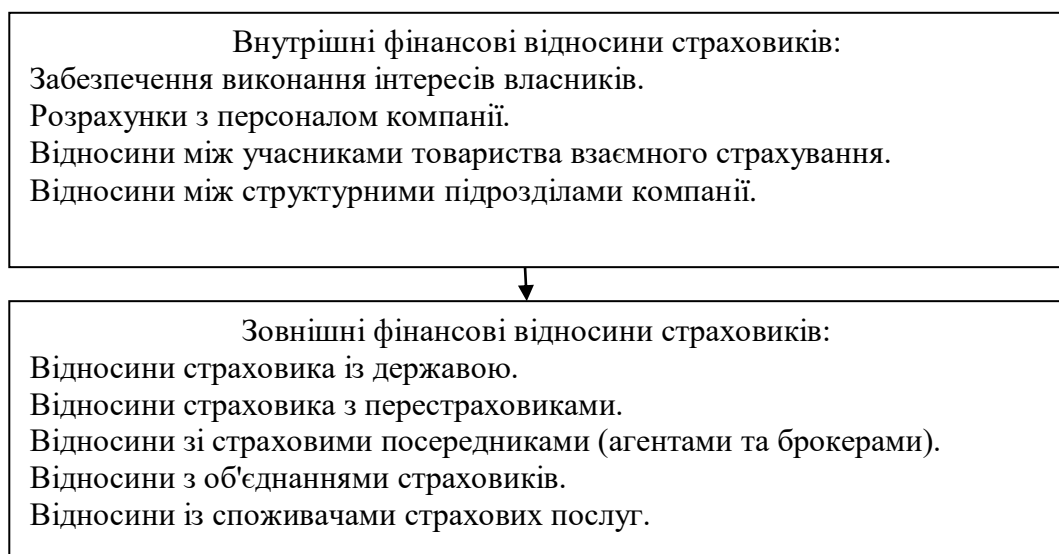 Внутрішні фінансові відносини страховиків:
Забезпечення виконання інтересів власників.
Розрахунки з персоналом компанії.
Відносини між учасниками товариства взаємного страхування.
Відносини між структурними підрозділами компанії.
Зовнішні фінансові відносини страховиків:
Відносини страховика із державою.
Відносини страховика з перестраховиками.
Відносини зі страховими посередниками (агентами та брокерами).
Відносини з об'єднаннями страховиків.
Відносини із споживачами страхових послуг.